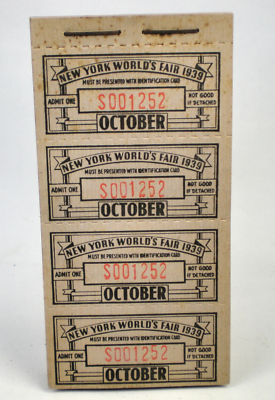 NEW YORK WORLD'S FAIR 1939
MUST BE PRESENTED WITH IDENTIFICATION CARD
ADMIT ONE S001252 NOT GOOD
IF DETACHED
OCTOBER
NEW YORK WORLD'S FAIR 1939
MUST BE PRESENTED WITH IDENTIFICATION CARD
ADMIT ONE S001252 NOT GOOD
IF DETACHED
OCTOBER
NEW YORK WORLD'S FAIR 1939
MUST BE PRESENTED WITH IDENTIFICATION CARD
ADMIT ONE S001252 NOT GOOD
IF DETACHED
OCTOBER
NEW YORK WORLD'S FAIR 1939
MUST BE PRESENTED WITH IDENTIFICATION CARD
ADMIT ONE S001252 NOT GOOD
IF DETACHED
OCTOBER